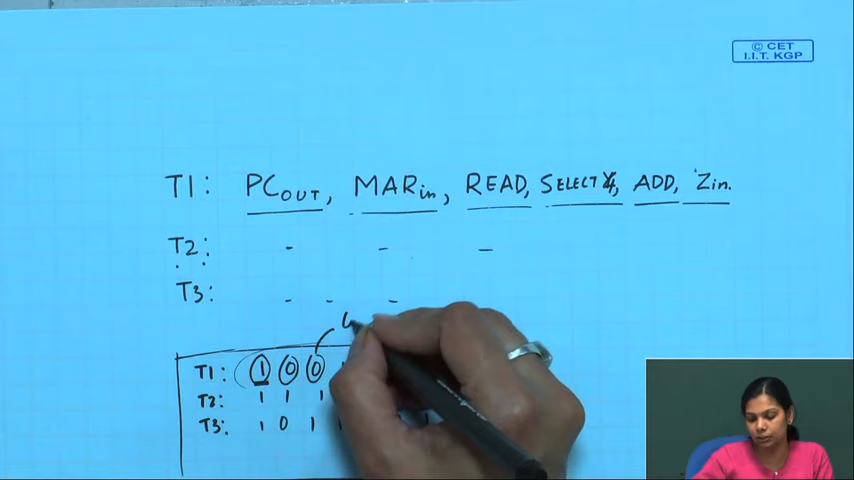 © CET
I.I.T. KGP
T1: PCOUT, MARin, READ, SELECT 4, ADD, Zin.
T2: - - -
T3: - - -
T1: 1 0 0
T2: 1 1 1
T3: 1 0 1